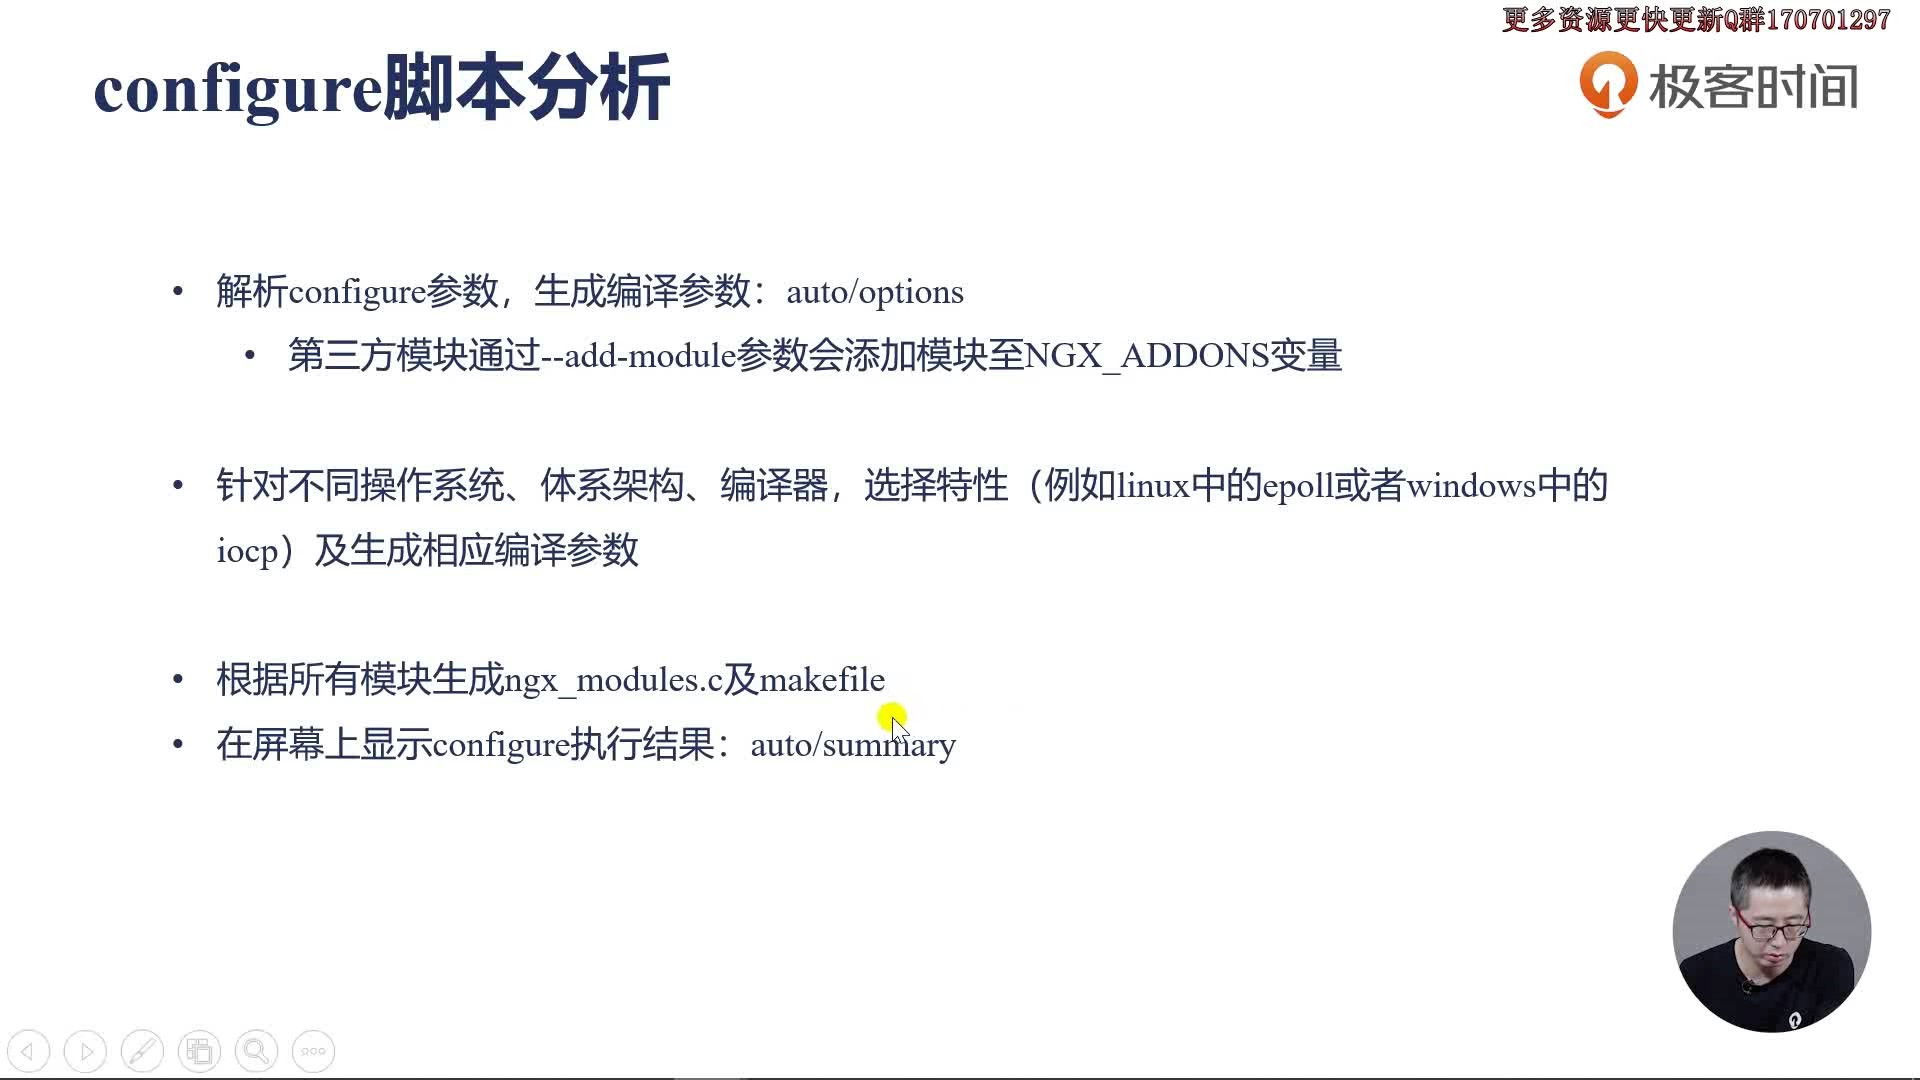 更多资源更快更新Q群170701297
configure脚本分析
极客时间
• 解析configure参数，生成编译参数：auto/options
• 第三方模块通过--add-module参数会添加模块至NGX_ADDONS变量
• 针对不同操作系统、体系架构、编译器，选择特性（例如linux中的epoll或者windows中的
iocp）及生成相应编译参数
• 根据所有模块生成ngx_modules.c及makefile
• 在屏幕上显示configure执行结果：auto/summary